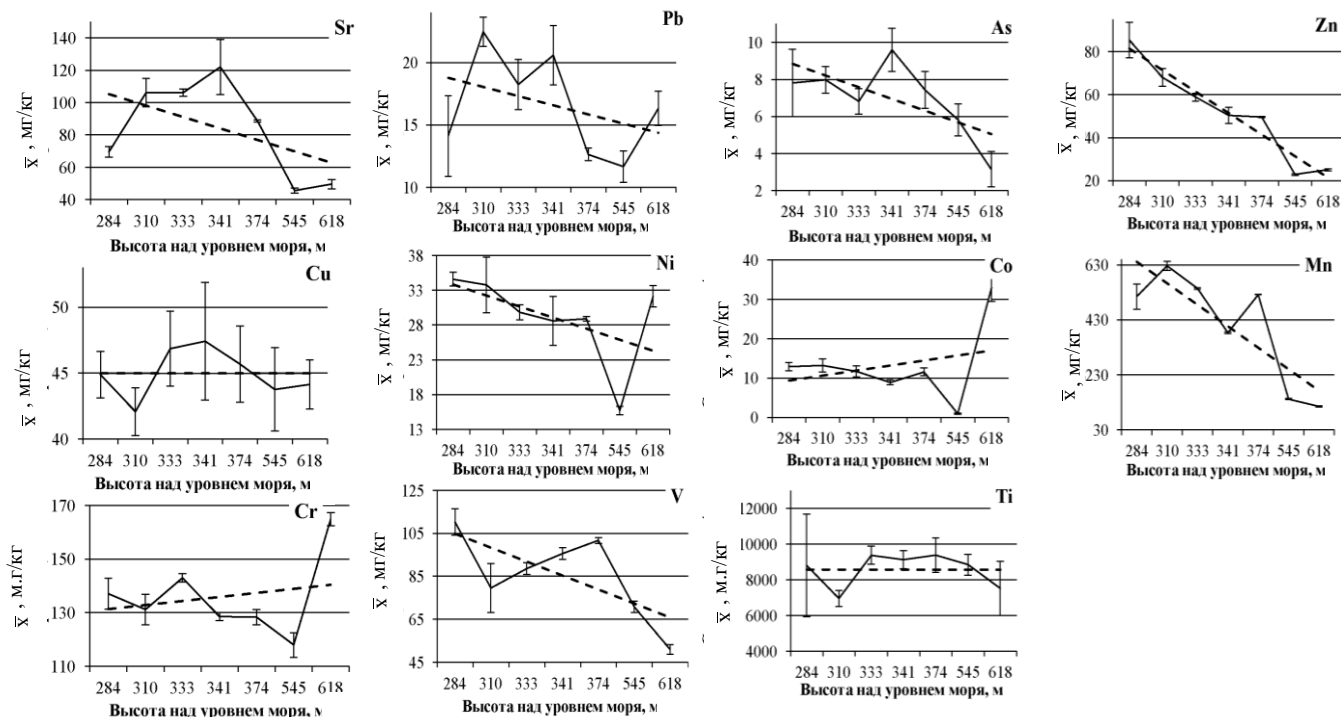 Sr
x̅ , мг/кг
140
120
100
80
60
40
284 310 333 341 374 545 618
Высота над уровнем моря, м
Pb
x̅ , мг/кг
20
15
10
284 310 333 341 374 545 618
Высота над уровнем моря, м
As
x̅ , мг/кг
10
8
6
4
2
284 310 333 341 374 545 618
Высота над уровнем моря, м
Zn
x̅ , мг/кг
80
60
40
20
284 310 333 341 374 545 618
Высота над уровнем моря, м
Cu
x̅ , мг/кг
50
45
40
284 310 333 341 374 545 618
Высота над уровнем моря, м
Ni
x̅ , мг/кг
38
33
28
23
18
13
284 310 333 341 374 545 618
Высота над уровнем моря, м
Co
x̅ , мг/кг
40
30
20
10
0
284 310 333 341 374 545 618
Высота над уровнем моря, м
Mn
x̅ , мг/кг
630
430
230
30
284 310 333 341 374 545 618
Высота над уровнем моря, м
Cr
x̅ , м.г/кг
170
150
130
110
284 310 333 341 374 545 618
Высота над уровнем моря, м
V
x̅ , мг/кг
125
105
85
65
45
284 310 333 341 374 545 618
Высота над уровнем моря, м
Ti
x̅ , м.г/кг
12000
10000
8000
6000
4000
284 310 333 341 374 545 618
Высота над уровнем моря, м